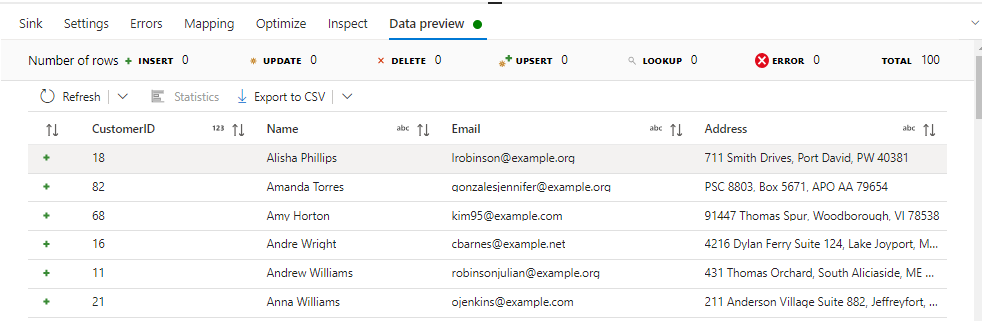 Sink Settings Errors Mapping Optimize Inspect Data preview
Number of rows INSERT 0 UPDATE 0 DELETE 0 UPSERT 0 LOOKUP 0 ERROR 0 TOTAL 100
Refresh Statistics Export to CSV
CustomerID 123 Name abc Email abc Address abc
18 Alisha Phillips lrobinson@example.org 711 Smith Drives, Port David, PW 40381
82 Amanda Torres gonzalesjennifer@example.org PSC 8803, Box 5671, APO AA 79654
68 Amy Horton kim95@example.com 91447 Thomas Spur, Woodborough, VI 78538
16 Andre Wright cbarnes@example.net 4216 Dylan Ferry Suite 124, Lake Joyport, M...
11 Andrew Williams robinsonjulian@example.org 431 Thomas Orchard, South Aliciaside, ME ...
21 Anna Williams ojenkins@example.com 211 Anderson Village Suite 882, Jeffreyfort, ...